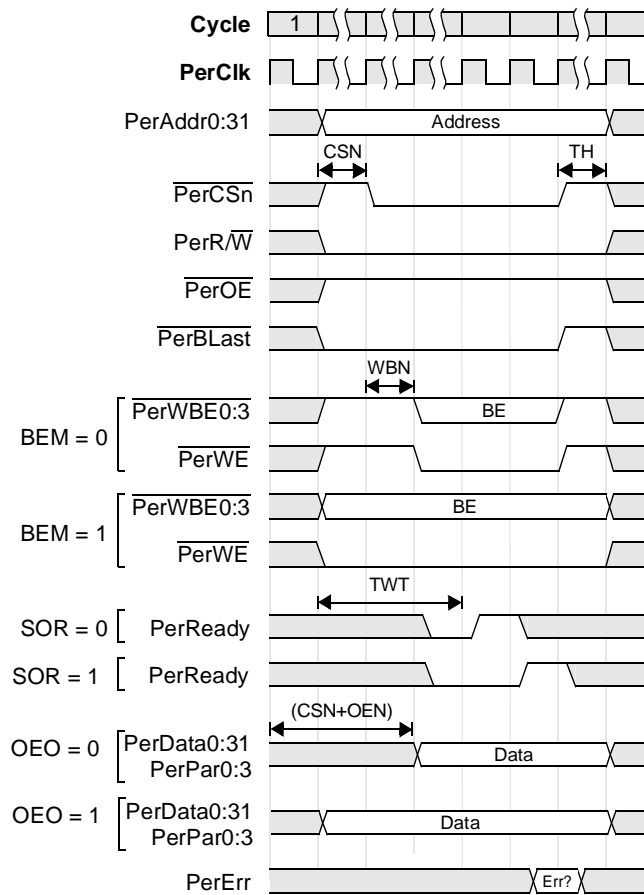 Cycle 1
PerClk
PerAddr0:31 Address
CSN TH
PerCSn
PerR/W
PerOE
PerBLast
WBN
BEM = 0 PerWBE0:3 BE
PerWE
BEM = 1 PerWBE0:3 BE
PerWE
TWT
SOR = 0 PerReady
SOR = 1 PerReady
(CSN+OEN)
OEO = 0 PerData0:31 Data
PerPar0:3
OEO = 1 PerData0:31 Data
PerPar0:3
PerErr Err?